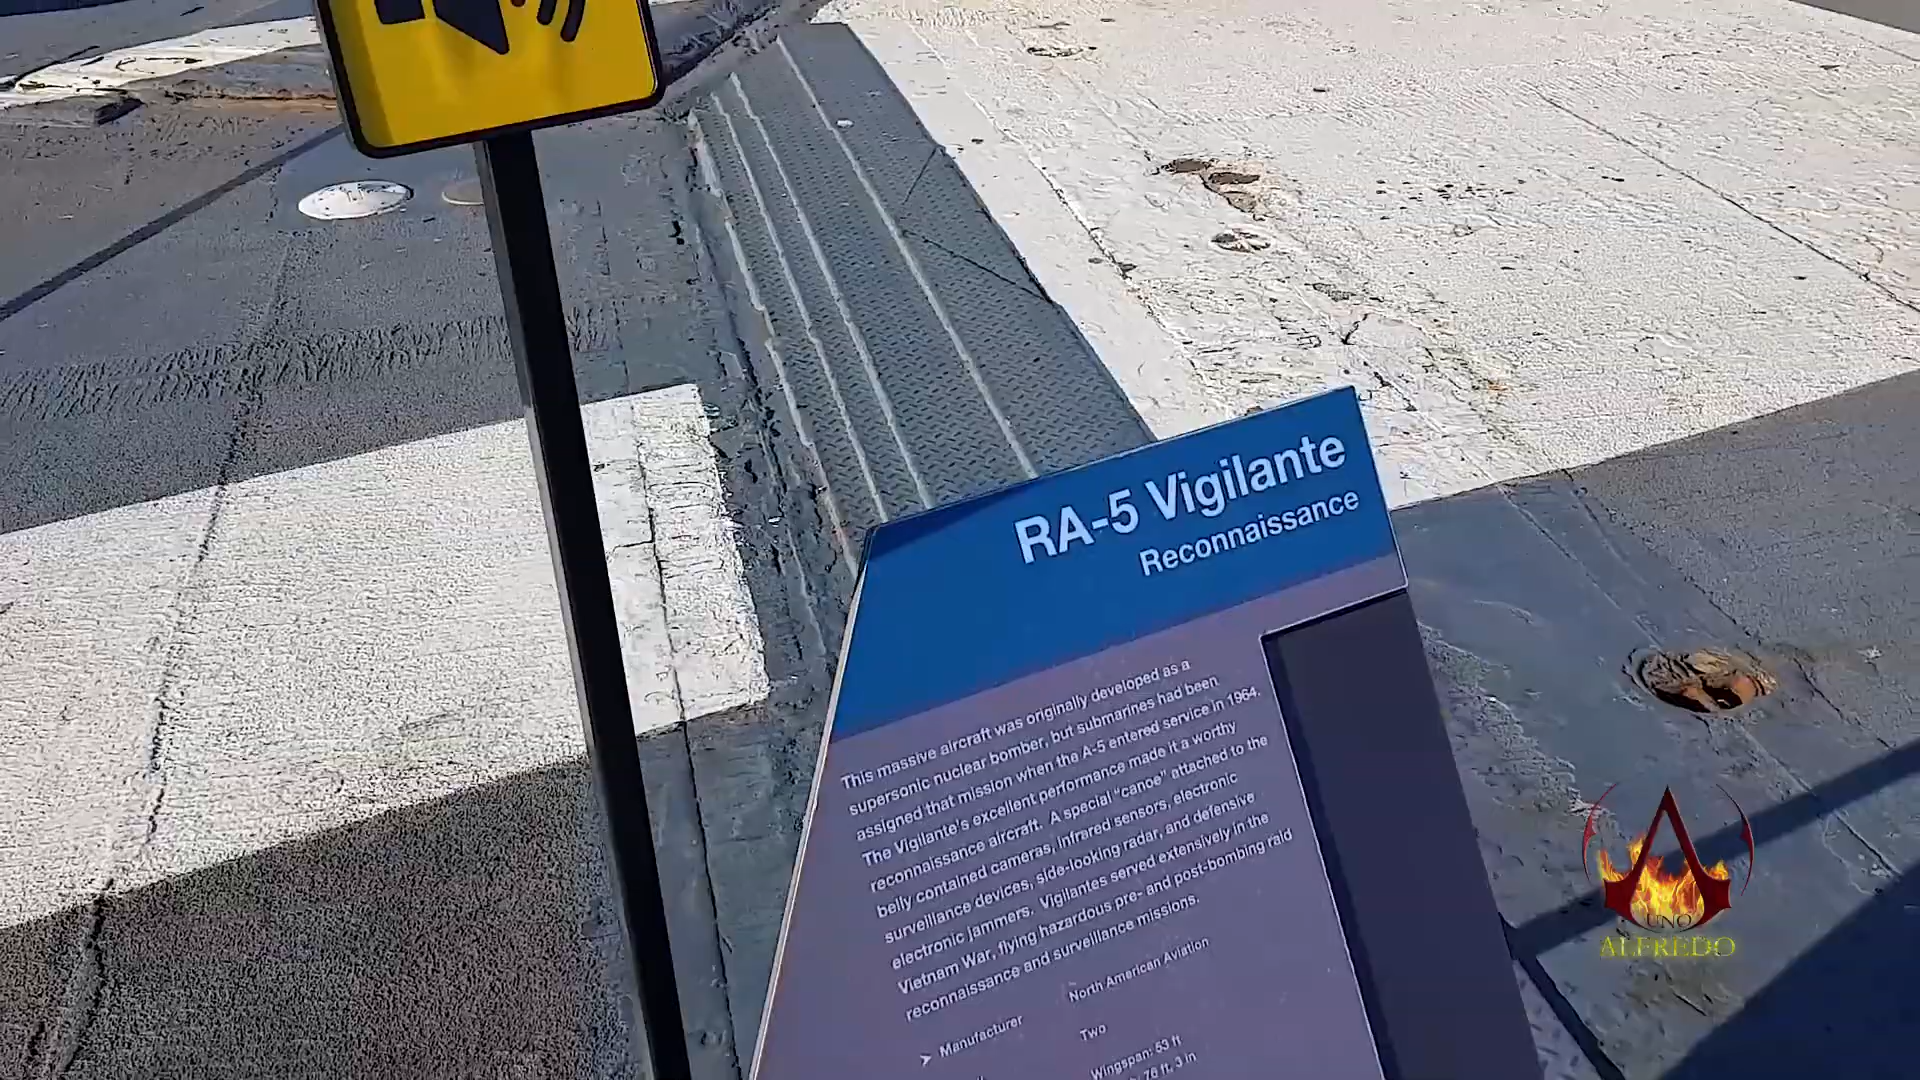 RA-5 Vigilante
Reconnaissance
This massive aircraft was originally developed as a
supersonic nuclear bomber, but submarines had been
assigned that mission when the A-5 entered service in 1964.
The Vigilante's excellent performance made it a worthy
reconnaissance aircraft. A special "canoe" attached to the
belly contained cameras, infrared sensors, electronic
surveillance devices, side-looking radar, and defensive
electronic jammers. Vigilantes served extensively in the
Vietnam War, flying hazardous pre- and post-bombing raid
reconnaissance and surveillance missions.
➤ Manufacturer North American Aviation
Two
Wingspan: 53 ft
76 ft, 3 in
UNO
ALFREDO